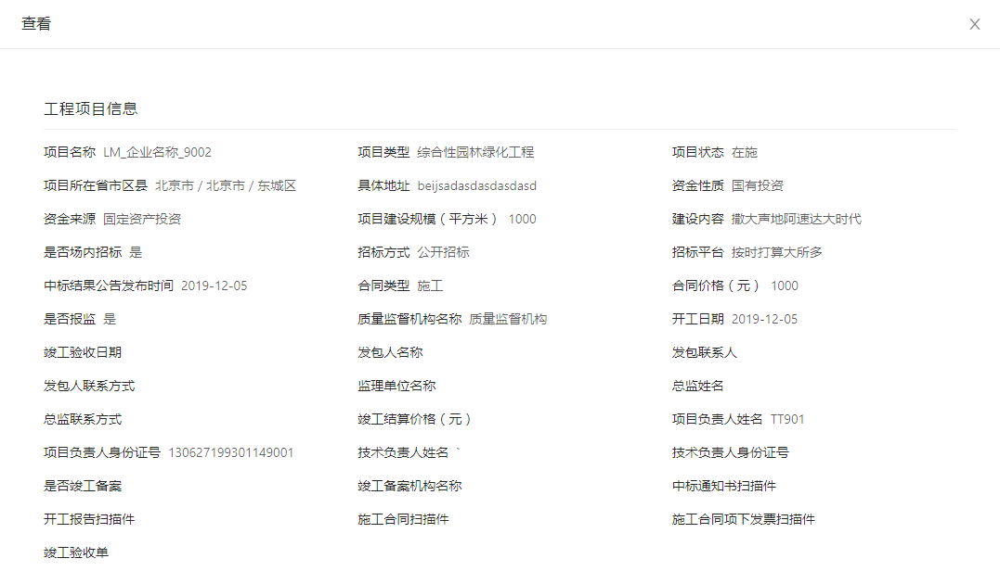 查看
工程项目信息
项目名称 LM_企业名称_9002 项目类型 综合性园林绿化工程 项目状态 在施
项目所在省市区县 北京市 / 北京市 / 东城区 具体地址 beijsadasdasdasdasd 资金性质 国有投资
资金来源 固定资产投资 项目建设规模（平方米） 1000 建设内容 撒大声地阿速达大时代
是否场内招标 是 招标方式 公开招标 招标平台 按时打算大所多
中标结果公告发布时间 2019-12-05 合同类型 施工 合同价格（元） 1000
是否报监 是 质量监督机构名称 质量监督机构 开工日期 2019-12-05
竣工验收日期 发包人名称 发包联系人
发包人联系方式 监理单位名称 总监姓名
总监联系方式 竣工结算价格（元） 项目负责人姓名 TT901
项目负责人身份证号 130627199301149001 技术负责人姓名 ` 技术负责人身份证号
是否竣工备案 竣工备案机构名称 中标通知书扫描件
开工报告扫描件 施工合同扫描件 施工合同项下发票扫描件
竣工验收单